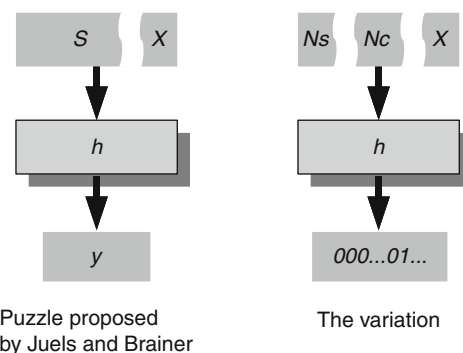 S X
h
y
Puzzle proposed
by Juels and Brainer
Ns Nc X
h
000...01...
The variation